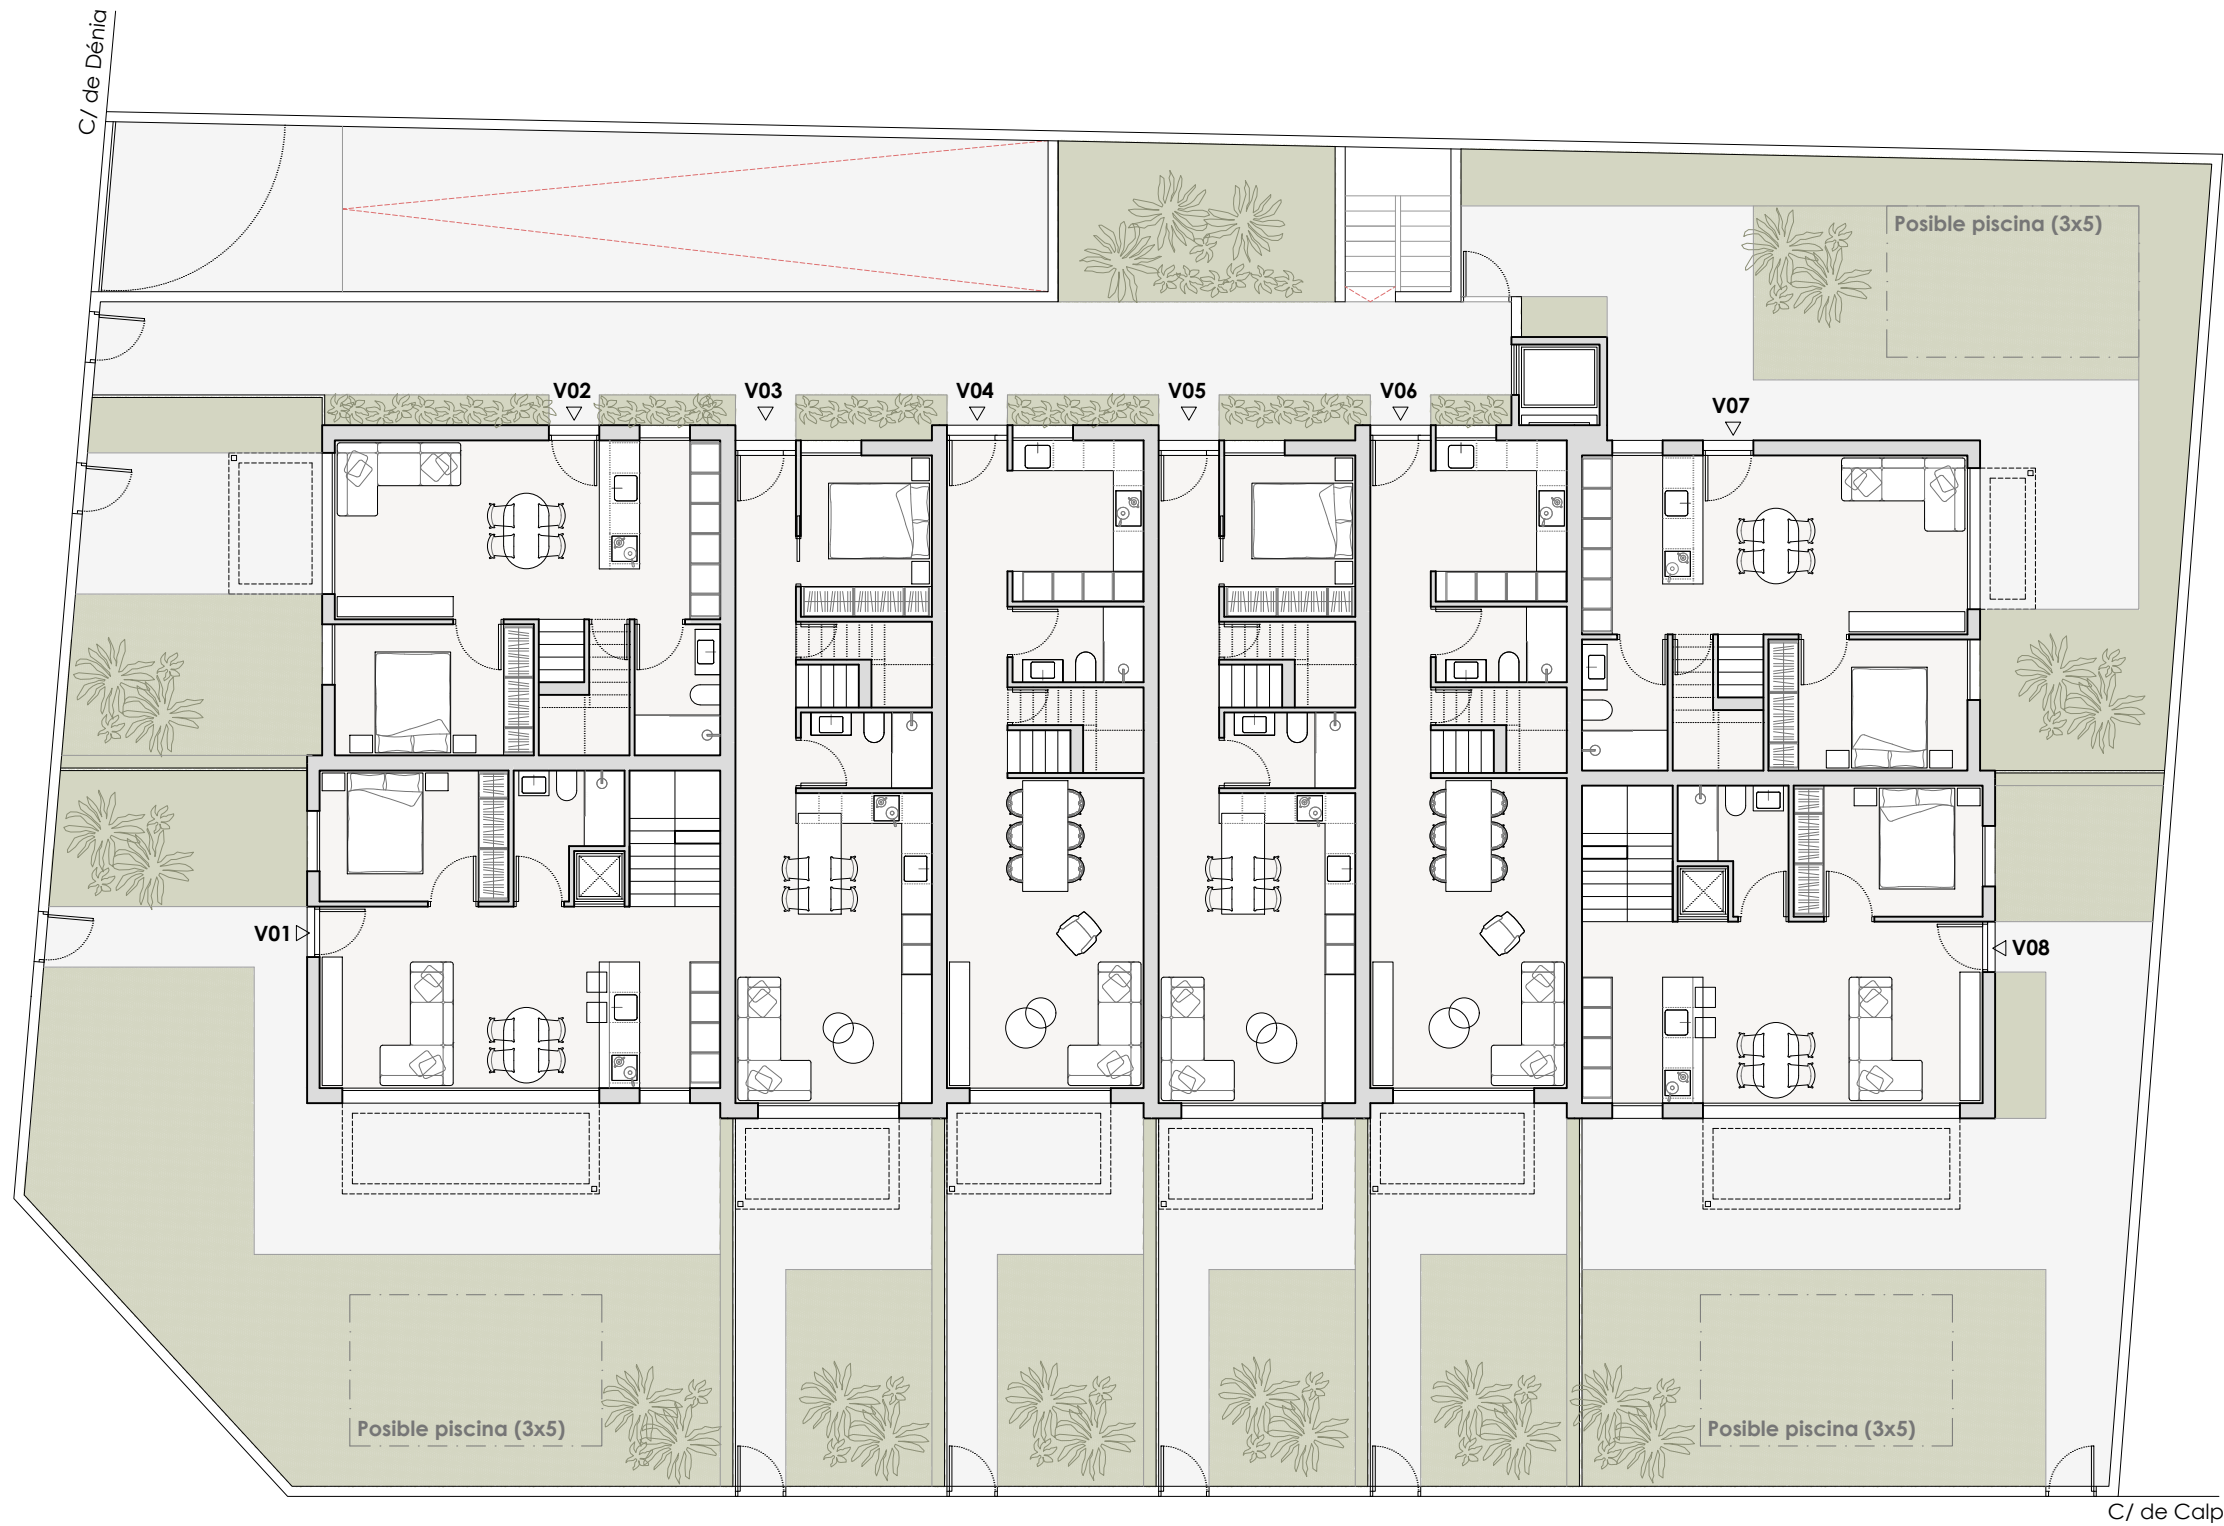 C/ de Dénia
Posible piscina (3x5)
V02
V03
V04
V05
V06
V07
V01
V08
Posible piscina (3x5)
Posible piscina (3x5)
C/ de Calp